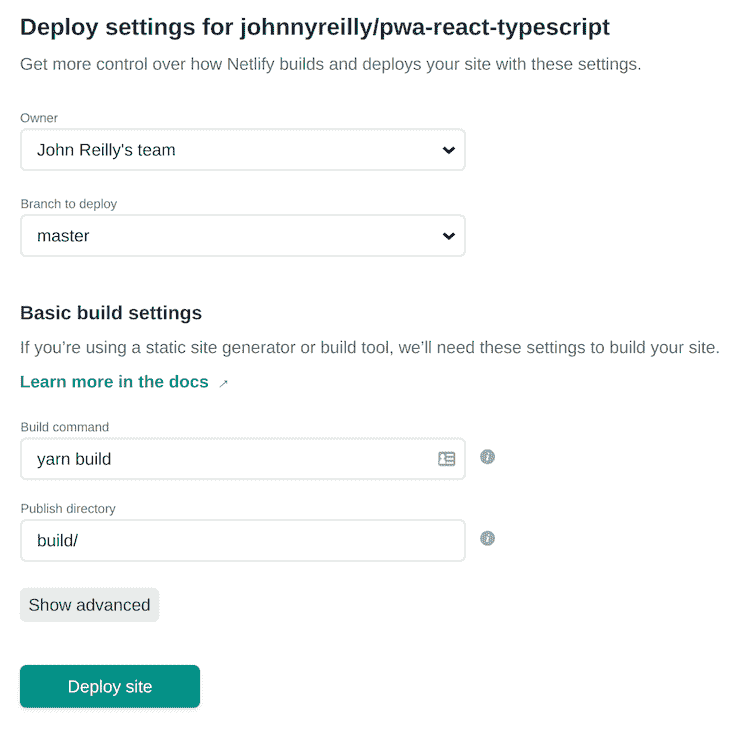 Deploy settings for johnnyreilly/pwa-react-typescript
Get more control over how Netlify builds and deploys your site with these settings.
Owner
John Reilly's team
Branch to deploy
master
Basic build settings
If you’re using a static site generator or build tool, we’ll need these settings to build your site.
Learn more in the docs ↗
Build command
yarn build
Publish directory
build/
Show advanced
Deploy site